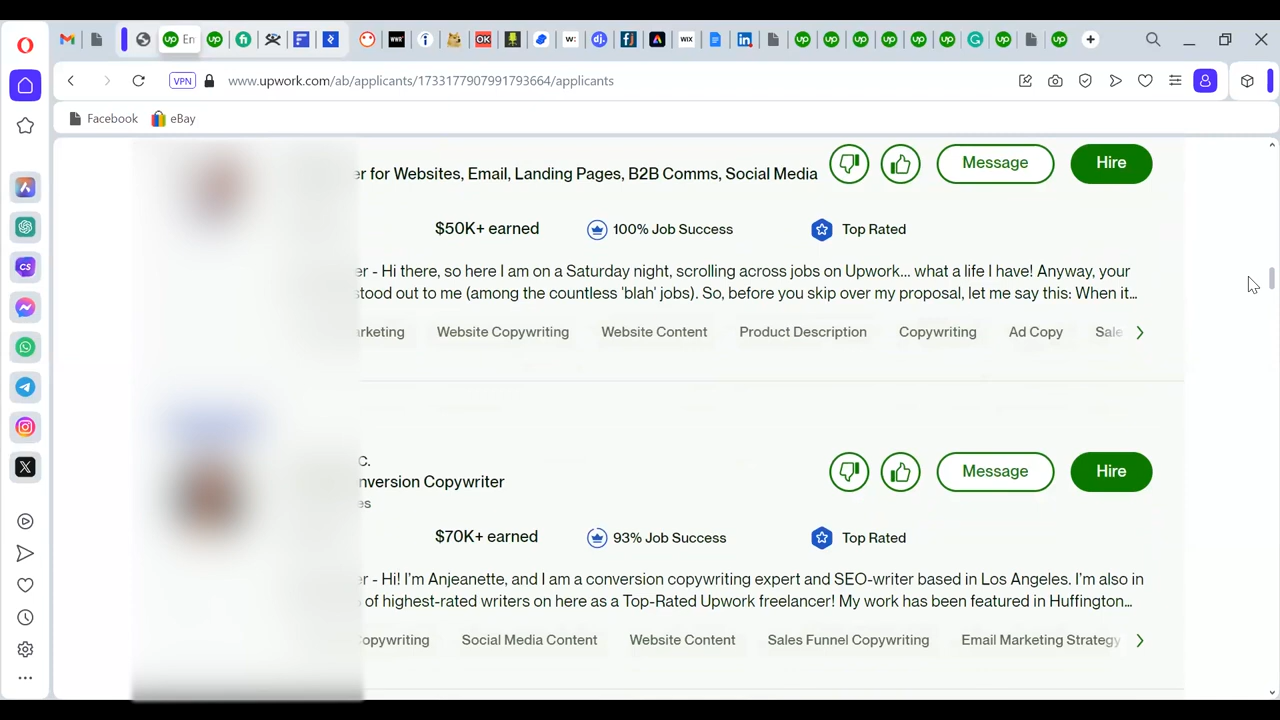 En
WWR
OK
w:
dj
WIX
VPN
www.upwork.com/ab/applicants/1733177907991793664/applicants
Facebook
eBay
er for Websites, Email, Landing Pages, B2B Comms, Social Media
Message
Hire
$50K+ earned
100% Job Success
Top Rated
er - Hi there, so here I am on a Saturday night, scrolling across jobs on Upwork... what a life I have! Anyway, your
stood out to me (among the countless 'blah' jobs). So, before you skip over my proposal, let me say this: When it...
arketing Website Copywriting Website Content Product Description Copywriting Ad Copy Sale
C.
nversion Copywriter
es
Message
Hire
$70K+ earned
93% Job Success
Top Rated
er - Hi! I'm Anjeanette, and I am a conversion copywriting expert and SEO-writer based in Los Angeles. I'm also in
of highest-rated writers on here as a Top-Rated Upwork freelancer! My work has been featured in Huffington...
opywriting Social Media Content Website Content Sales Funnel Copywriting Email Marketing Strategy